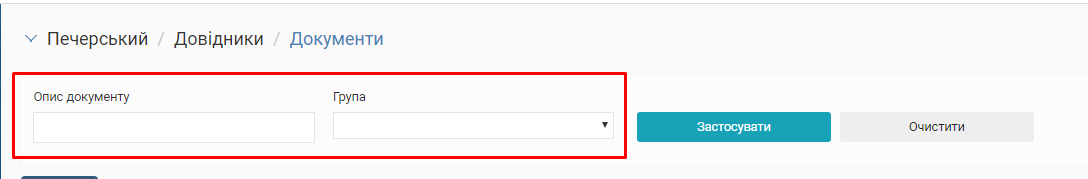 Печерський / Довідники / Документи
Опис документу
Група
Застосувати
Очистити